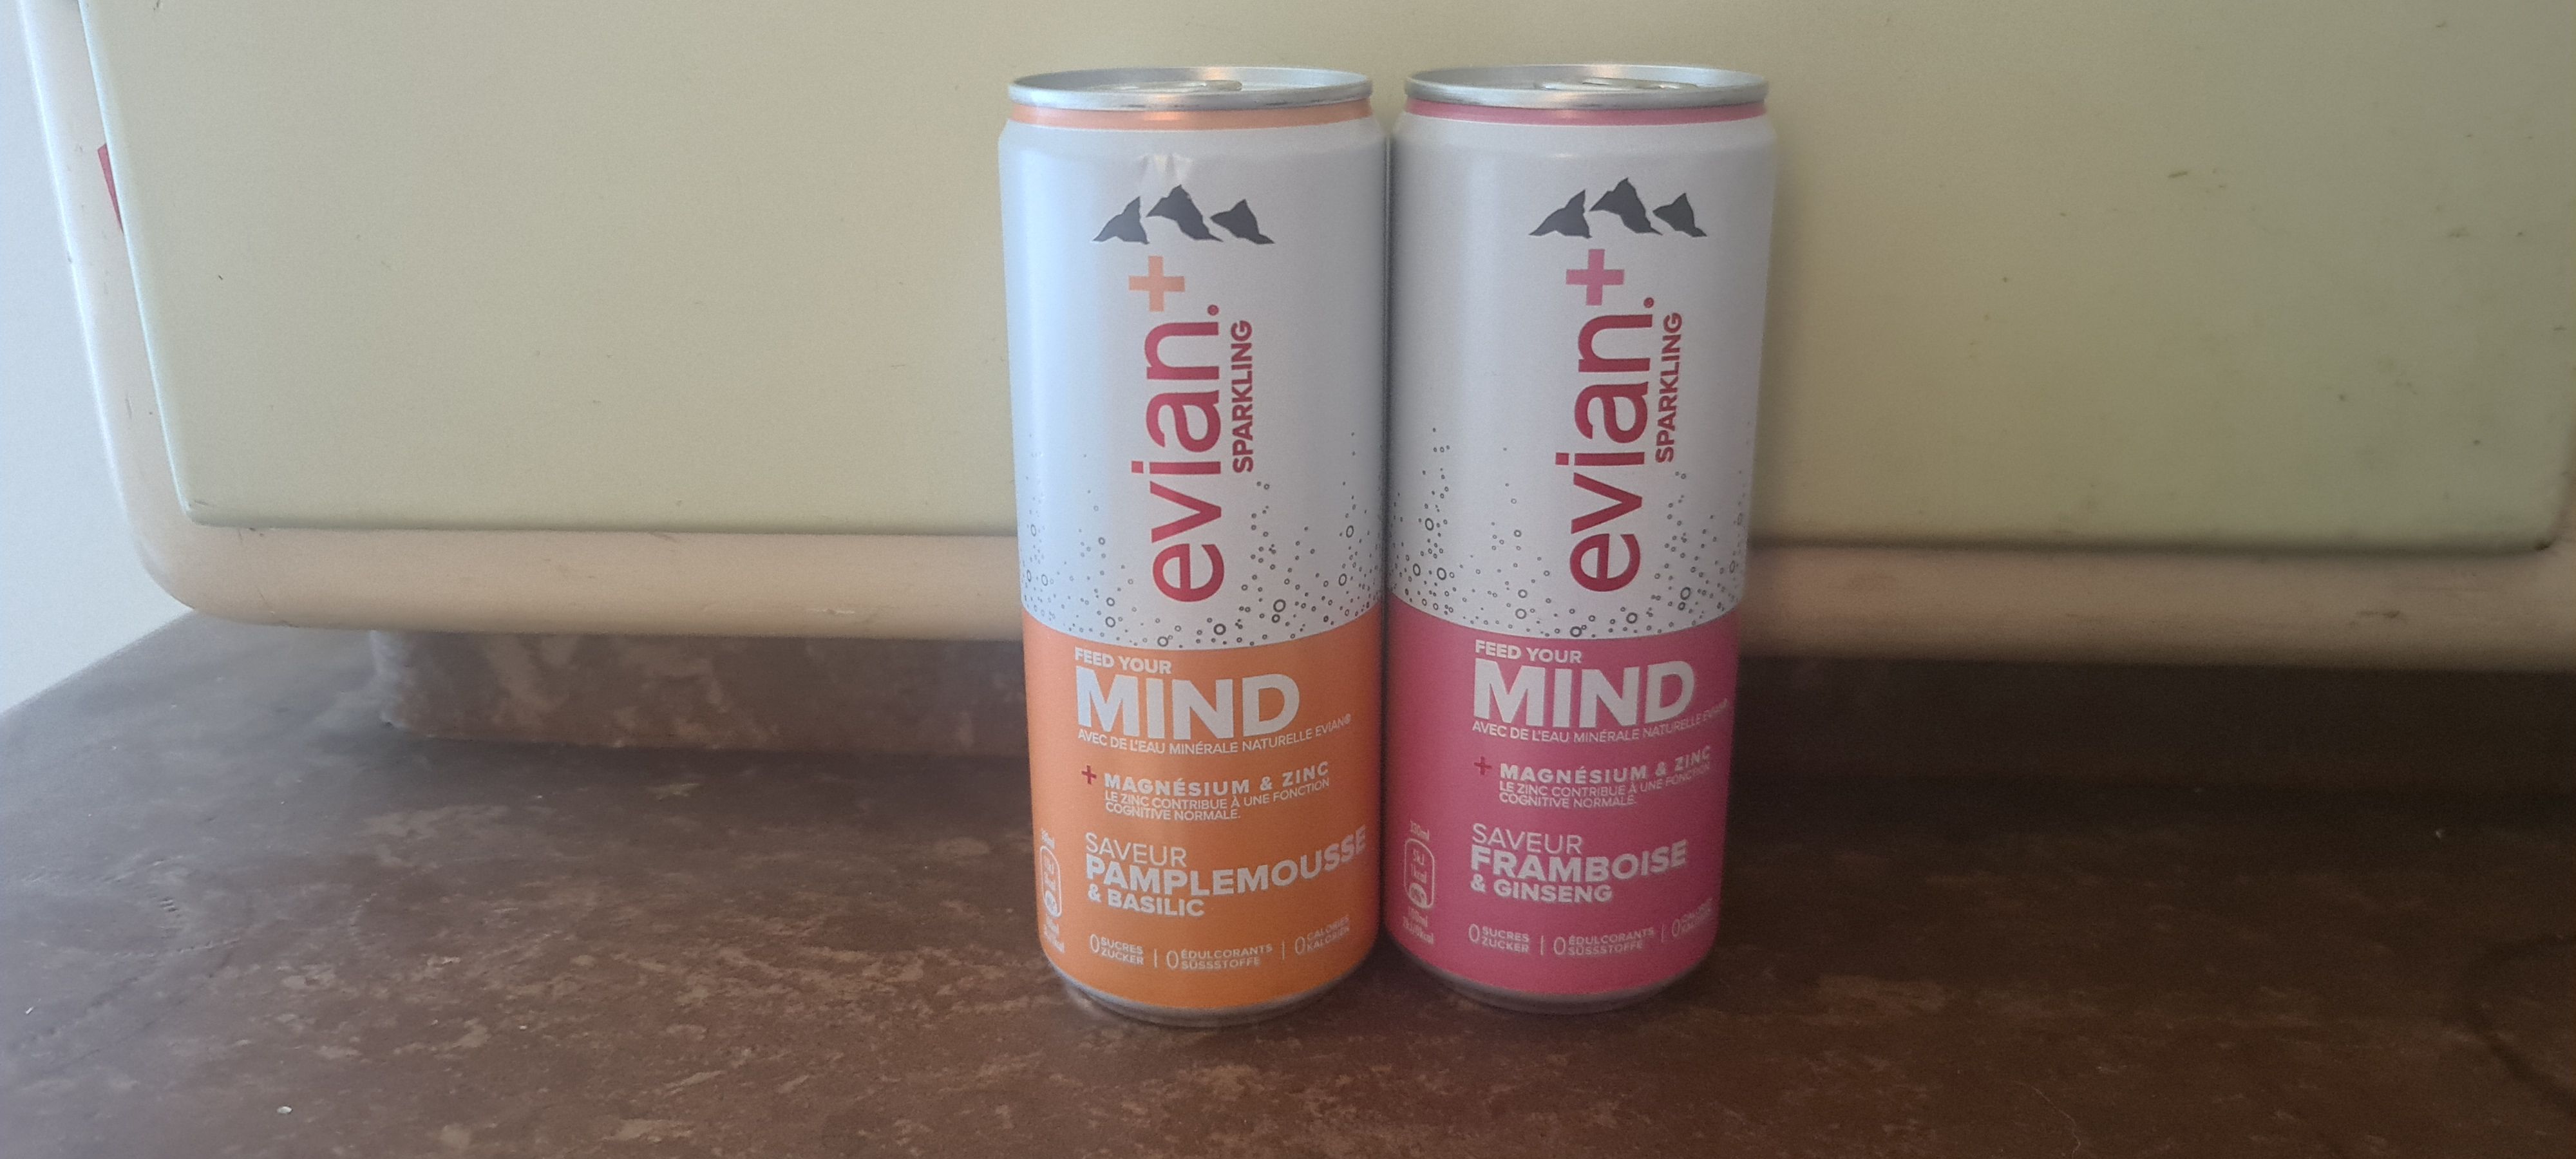 evian.+
SPARKLING
FEED YOUR
MIND
AVEC DE L'EAU MINÉRALE NATURELLE EVIAN®
+ MAGNÉSIUM & ZINC
LE ZINC CONTRIBUE À UNE FONCTION
COGNITIVE NORMALE.
SAVEUR
PAMPLEMOUSSE
& BASILIC
0 SUCRES
ZUCKER
0 ÉDULCORANTS
SÜSSSTOFFE
0 CALORIES
KALORIEN
evian.+
SPARKLING
FEED YOUR
MIND
AVEC DE L'EAU MINÉRALE NATURELLE EVIAN®
+ MAGNÉSIUM & ZINC
LE ZINC CONTRIBUE À UNE FONCTION
COGNITIVE NORMALE.
330ml
SAVEUR
FRAMBOISE
& GINSENG
0 SUCRES
ZUCKER
0 ÉDULCORANTS
SÜSSSTOFFE
0